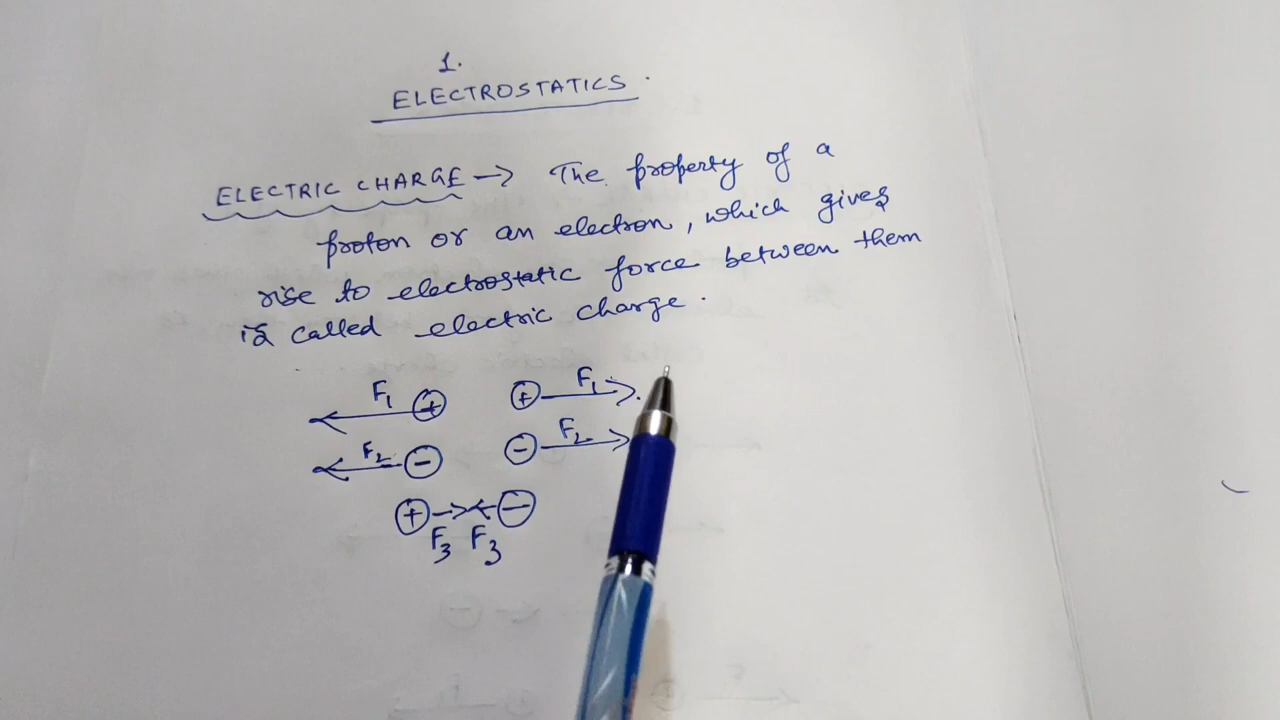 1.
ELECTROSTATICS.
ELECTRIC CHARGE → The property of a
proton or an electron, which gives
rise to electrostatic force between them
is called electric charge.
F₁ + + F₁
F₂ − − F₂
+ −
F₃ F₃